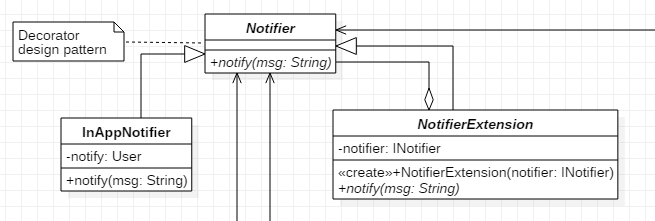 Decorator
design pattern
Notifier
+notify(msg: String)
InAppNotifier
-notify: User
+notify(msg: String)
NotifierExtension
-notifier: INotifier
«create»+NotifierExtension(notifier: INotifier)
+notify(msg: String)